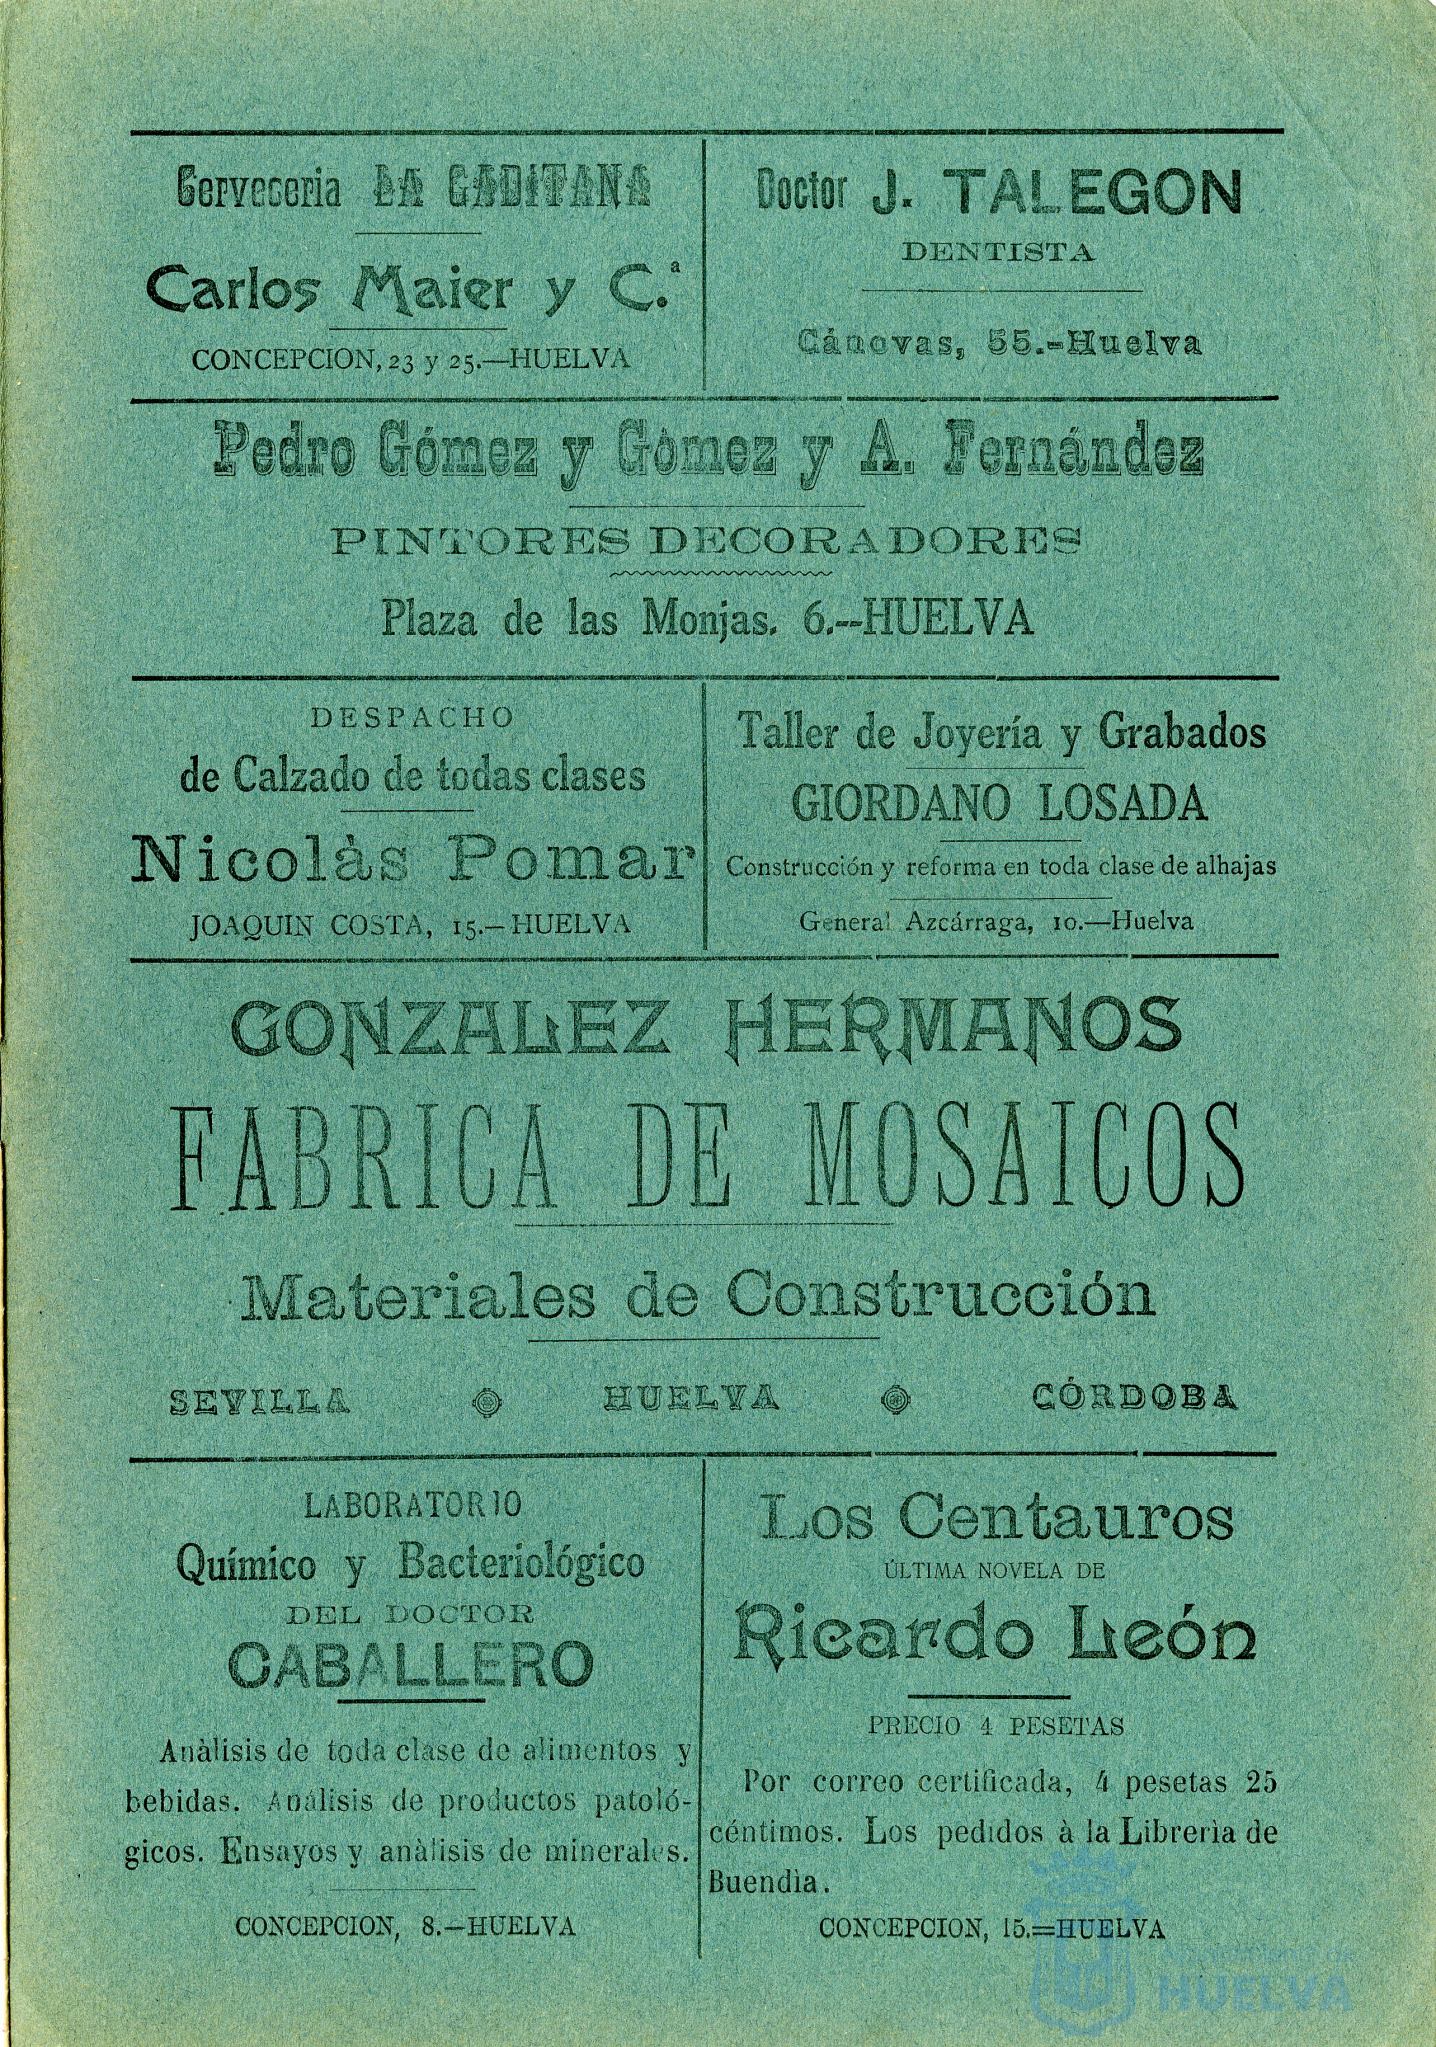 Cerveceria LA GADITANA
Carlos Maier y C.ª
CONCEPCION, 23 y 25.—HUELVA
Doctor J. TALEGON
DENTISTA
Cánovas, 55.-Huelva
Pedro Gómez y Gómez y A. Fernández
PINTORES DECORADORES
Plaza de las Monjas, 6.--HUELVA
DESPACHO
de Calzado de todas clases
Nicolàs Pomar
JOAQUIN COSTA, 15.—HUELVA
Taller de Joyería y Grabados
GIORDANO LOSADA
Construcción y reforma en toda clase de alhajas
General Azcárraga, 10.—Huelva
GONZALEZ HERMANOS
FABRICA DE MOSAICOS
Materiales de Construcción
SEVILLA HUELVA CÓRDOBA
LABORATORIO
Químico y Bacteriológico
DEL DOCTOR
CABALLERO
Anàlisis de toda clase de alimentos y
bebidas. Análisis de productos patoló-
gicos. Ensayos y anàlisis de minerales.
CONCEPCION, 8.—HUELVA
Los Centauros
ÚLTIMA NOVELA DE
Ricardo León
PRECIO 4 PESETAS
Por correo certificada, 4 pesetas 25
céntimos. Los pedidos à la Librerìa de
Buendìa.
CONCEPCION, 15.=HUELVA
Ayuntamiento de
HUELVA